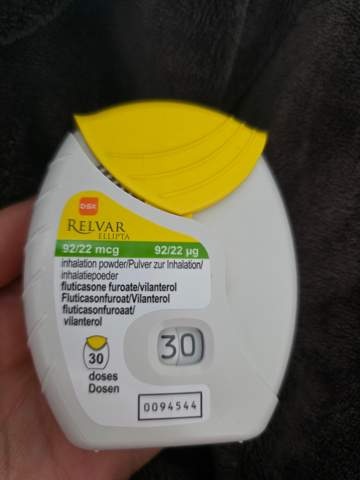 GSK
RELVAR
ELLIPTA
92/22 mcg 92/22 µg
inhalation powder/Pulver zur Inhalation/
inhalatiepoeder
fluticasone furoate/vilanterol
Fluticasonfuroat/Vilanterol
fluticasonfuroaat/
vilanterol
30
30
doses
Dosen
0094544